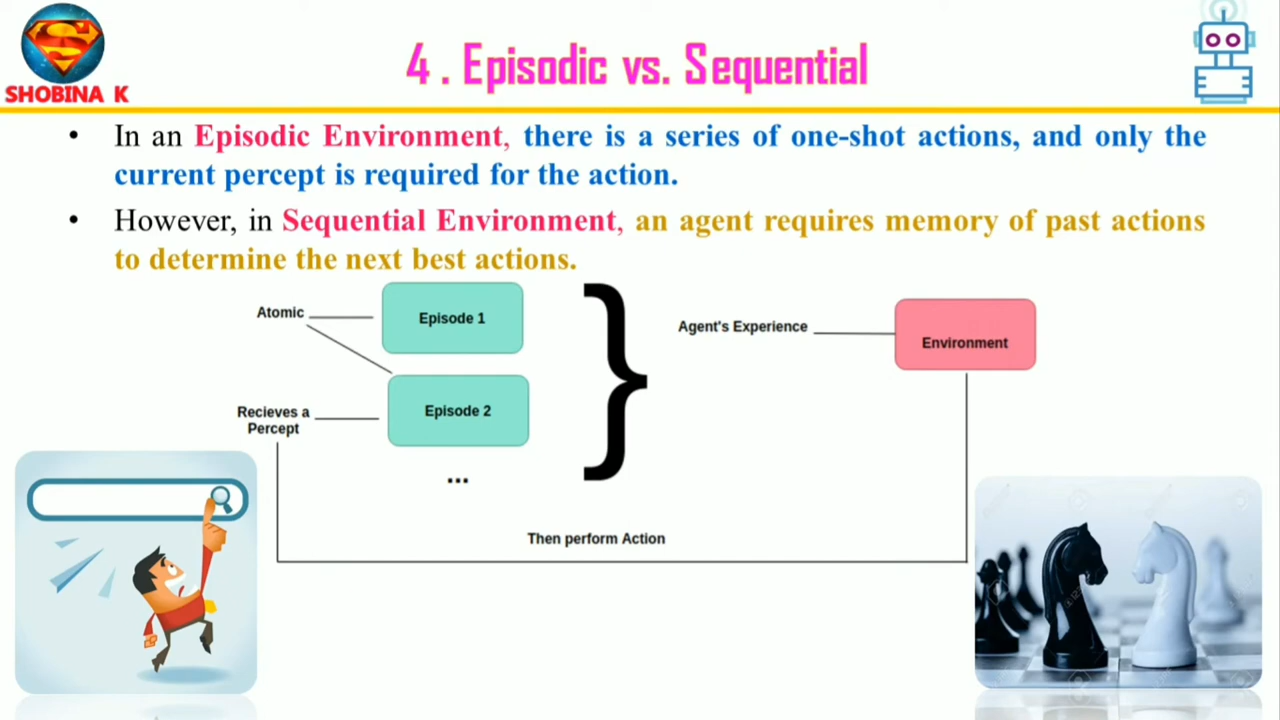 SHOBINA K
4 . Episodic vs. Sequential
• In an Episodic Environment, there is a series of one-shot actions, and only the
current percept is required for the action.
• However, in Sequential Environment, an agent requires memory of past actions
to determine the next best actions.
Atomic
Episode 1
Agent's Experience
Environment
Recieves a
Percept
Episode 2
...
Then perform Action